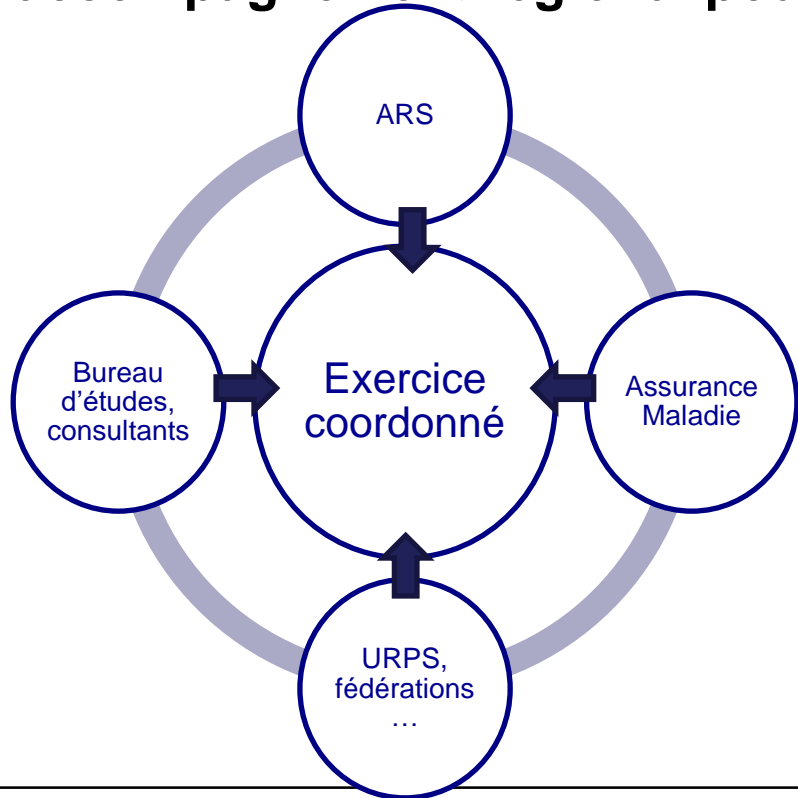 ARS
Bureau
d'études,
consultants
Exercice
coordonné
Assurance
Maladie
URPS,
fédérations
…